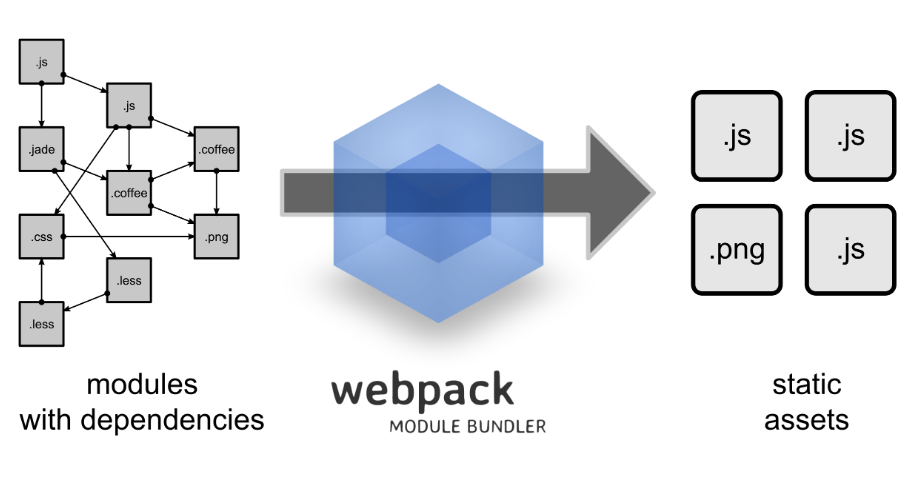 .js
.js
.jade
.coffee
.coffee
.css
.png
.less
.less
modules
with dependencies
webpack
MODULE BUNDLER
.js
.js
.png
.js
static
assets